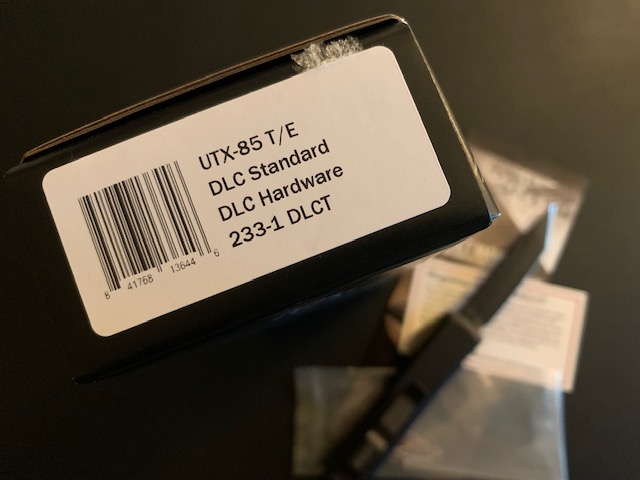 UTX-85 T/E
DLC Standard
DLC Hardware
233-1 DLCT
8 41768 13644 6